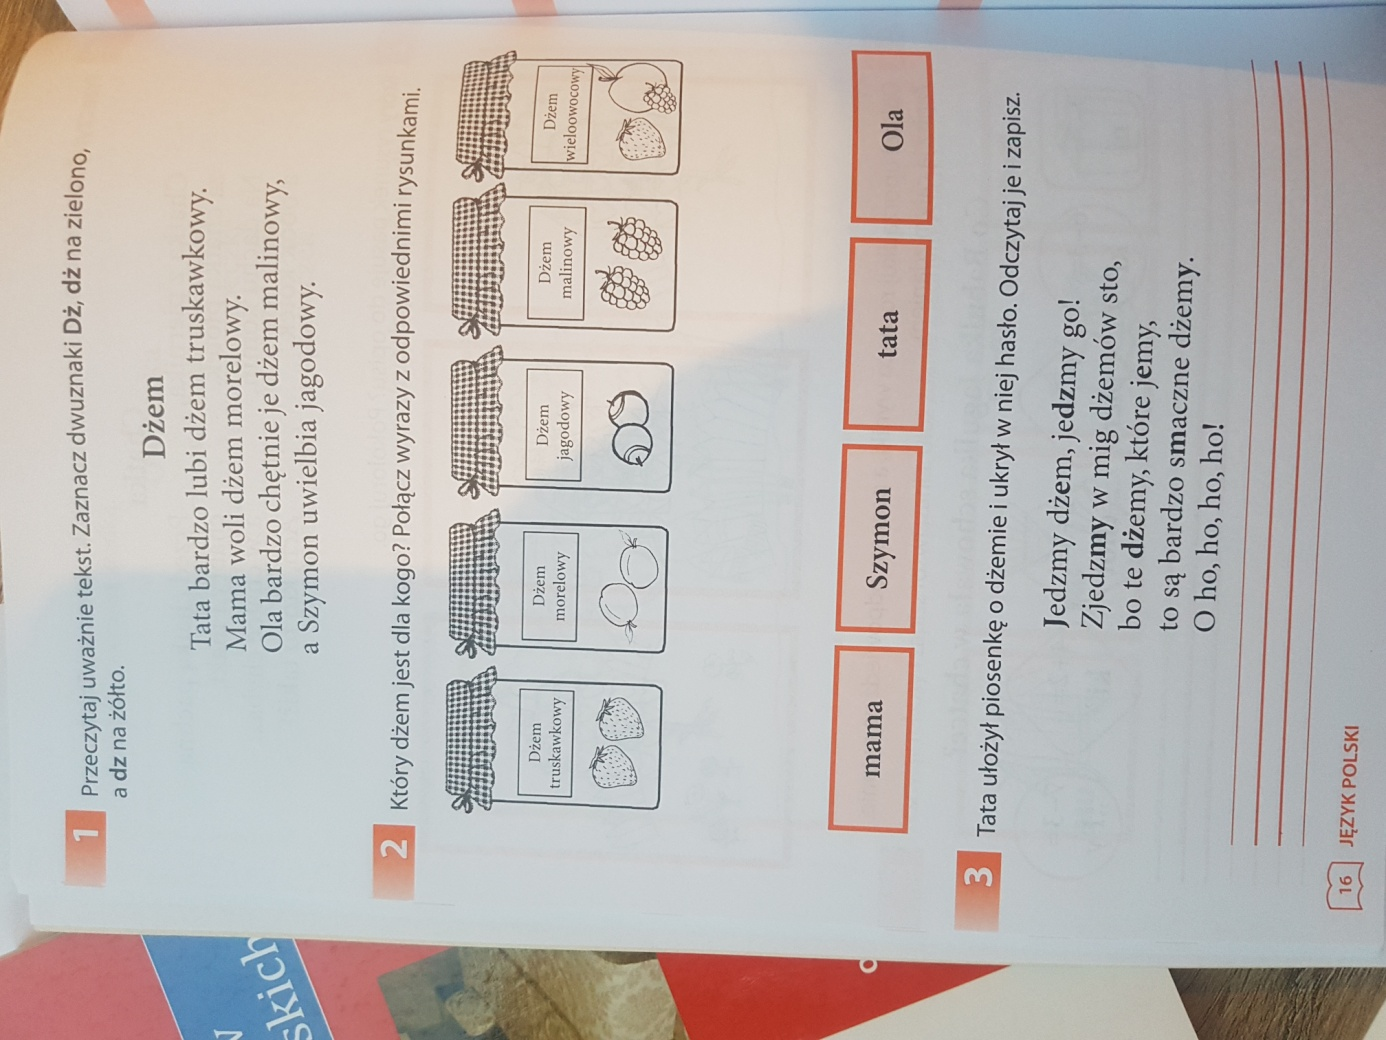 1 Przeczytaj uważnie tekst. Zaznacz dwuznaki Dż, dż na zielono,
a dz na żółto.
Dżem
Tata bardzo lubi dżem truskawkowy.
Mama woli dżem morelowy.
Ola bardzo chętnie je dżem malinowy,
a Szymon uwielbia jagodowy.
2 Który dżem jest dla kogo? Połącz wyrazy z odpowiednimi rysunkami.
Dżem
truskawkowy
Dżem
morelowy
Dżem
jagodowy
Dżem
malinowy
Dżem
wieloowocowy
mama
Szymon
tata
Ola
3 Tata ułożył piosenkę o dżemie i ukrył w niej hasło. Odczytaj je i zapisz.
Jedzmy dżem, jedzmy go!
Zjedzmy w mig dżemów sto,
bo te dżemy, które jemy,
to są bardzo smaczne dżemy.
O ho, ho, ho, ho!
16 JĘZYK POLSKI
skich